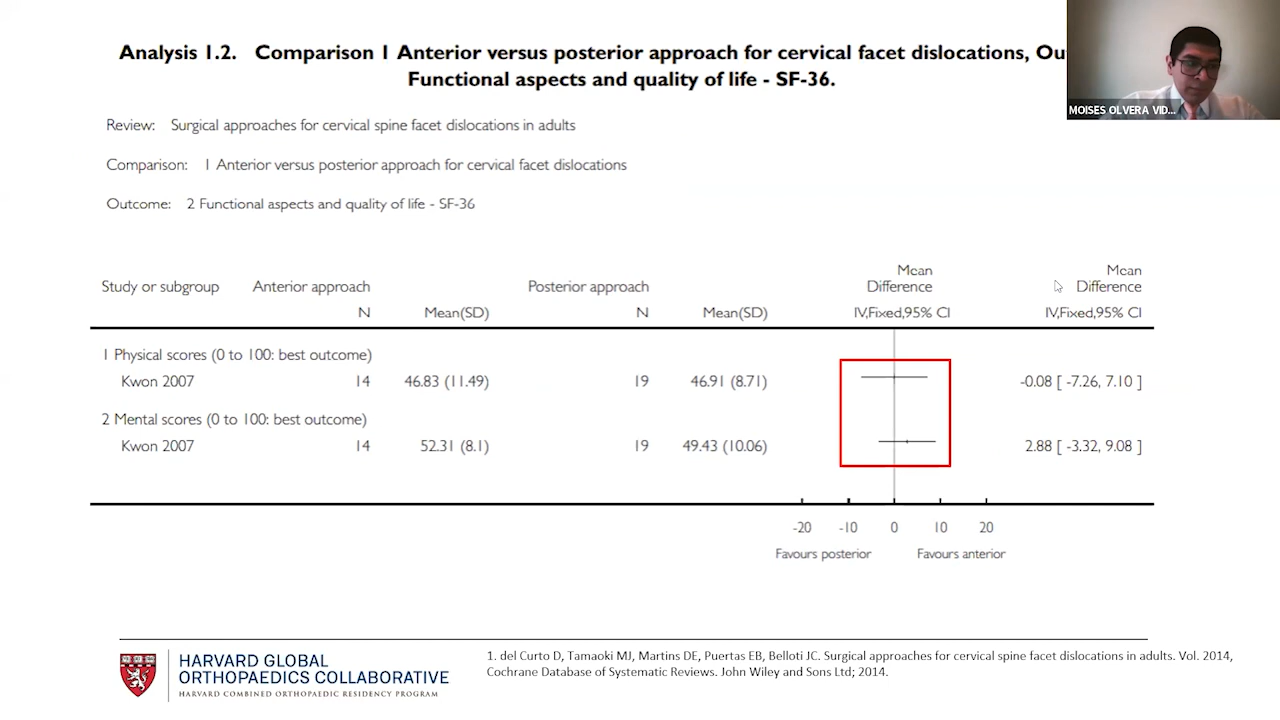 Analysis 1.2. Comparison 1 Anterior versus posterior approach for cervical facet dislocations,
Functional aspects and quality of life - SF-36.
MOISES OLVERA VID...
Review: Surgical approaches for cervical spine facet dislocations in adults
Comparison: 1 Anterior versus posterior approach for cervical facet dislocations
Outcome: 2 Functional aspects and quality of life - SF-36
Study or subgroup Anterior approach Posterior approach Mean Difference Mean Difference
N Mean(SD) N Mean(SD) IV,Fixed,95% CI IV,Fixed,95% CI
1 Physical scores (0 to 100: best outcome)
Kwon 2007 14 46.83 (11.49) 19 46.91 (8.71) -0.08 [ -7.26, 7.10 ]
2 Mental scores (0 to 100: best outcome)
Kwon 2007 14 52.31 (8.1) 19 49.43 (10.06) 2.88 [ -3.32, 9.08 ]
-20 -10 0 10 20
Favours posterior Favours anterior
HARVARD GLOBAL
ORTHOPAEDICS COLLABORATIVE
HARVARD COMBINED ORTHOPAEDIC RESIDENCY PROGRAM
1. del Curto D, Tamaoki MJ, Martins DE, Puertas EB, Belloti JC. Surgical approaches for cervical spine facet dislocations in adults. Vol. 2014,
Cochrane Database of Systematic Reviews. John Wiley and Sons Ltd; 2014.